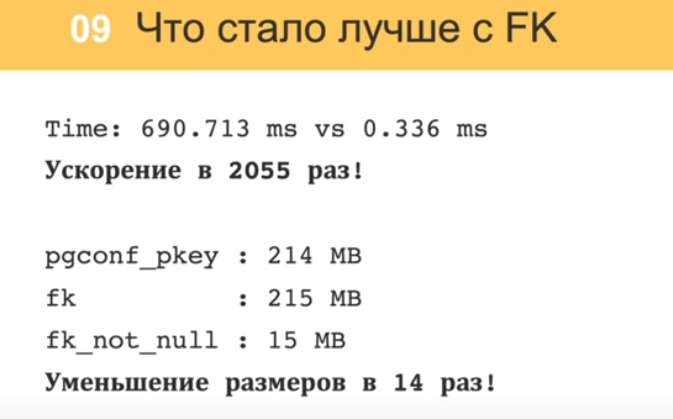 09 Что стало лучше с FK
Time: 690.713 ms vs 0.336 ms
Ускорение в 2055 раз!
pgconf_pkey : 214 MB
fk : 215 MB
fk_not_null : 15 MB
Уменьшение размеров в 14 раз!